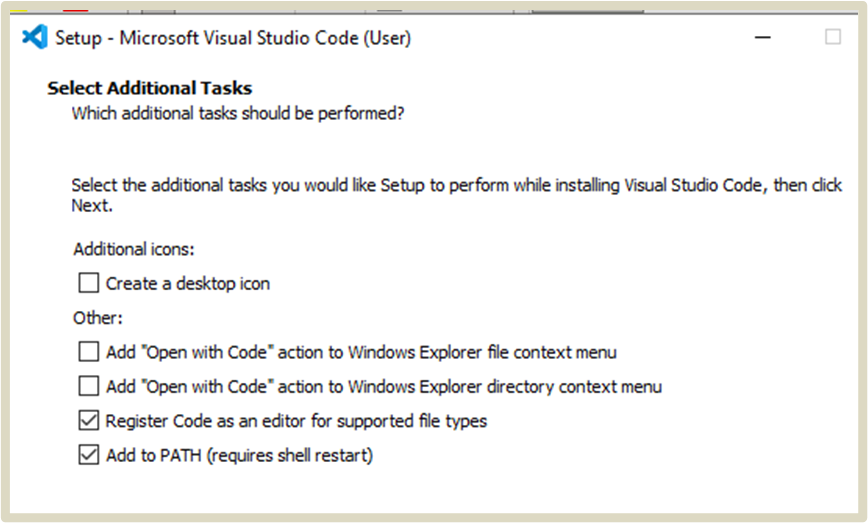 Setup - Microsoft Visual Studio Code (User)
Select Additional Tasks
Which additional tasks should be performed?
Select the additional tasks you would like Setup to perform while installing Visual Studio Code, then click
Next.
Additional icons:
Create a desktop icon
Other:
Add "Open with Code" action to Windows Explorer file context menu
Add "Open with Code" action to Windows Explorer directory context menu
Register Code as an editor for supported file types
Add to PATH (requires shell restart)